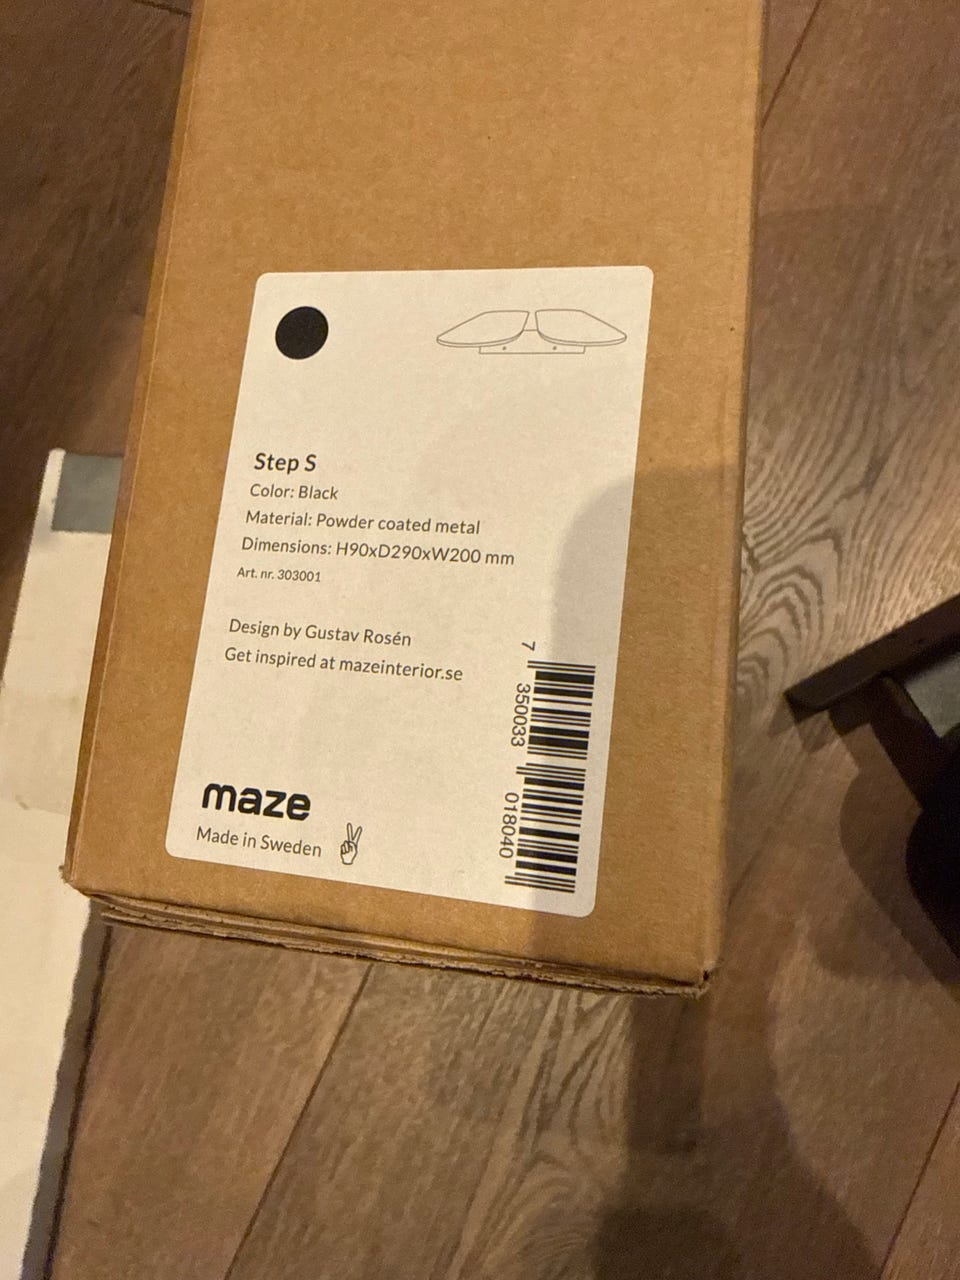 Step S
Color: Black
Material: Powder coated metal
Dimensions: H90xD290xW200 mm
Art. nr. 303001
Design by Gustav Rosén
Get inspired at mazeinterior.se
7 350033 018040
maze
Made in Sweden